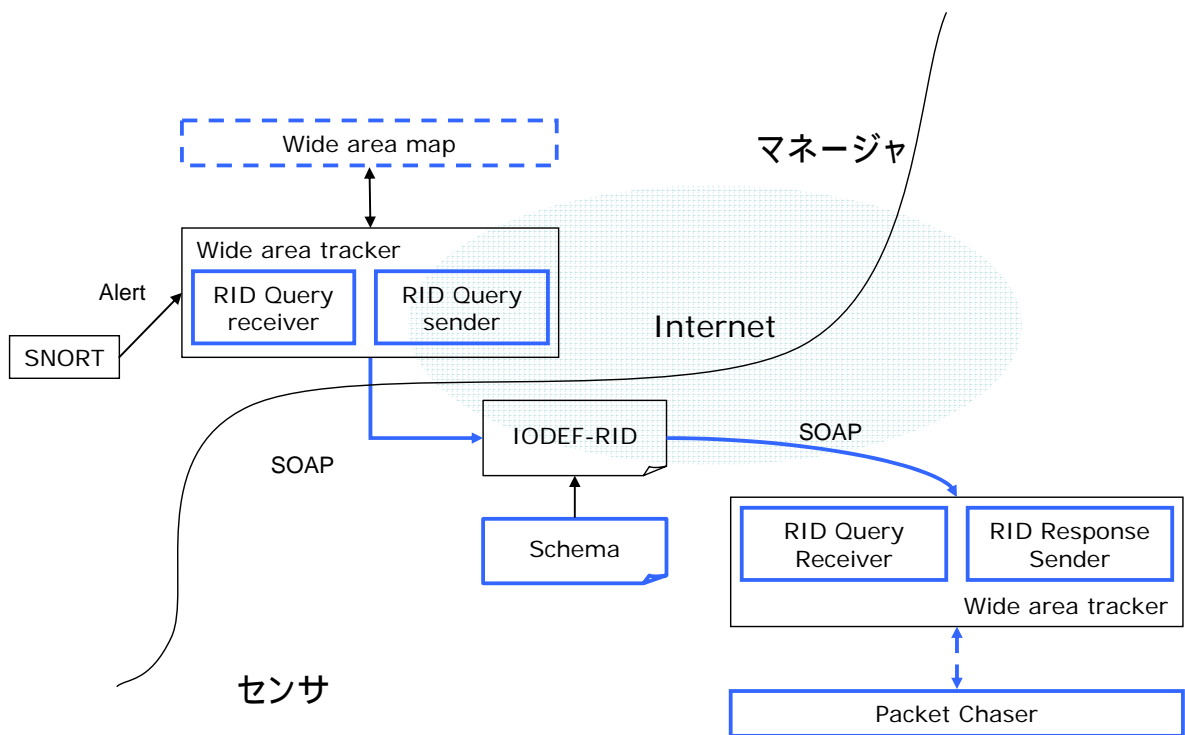 Wide area map
マネージャ
Wide area tracker
Alert
RID Query
receiver
RID Query
sender
Internet
SNORT
IODEF-RID
SOAP
SOAP
Schema
RID Query
Receiver
RID Response
Sender
Wide area tracker
センサ
Packet Chaser